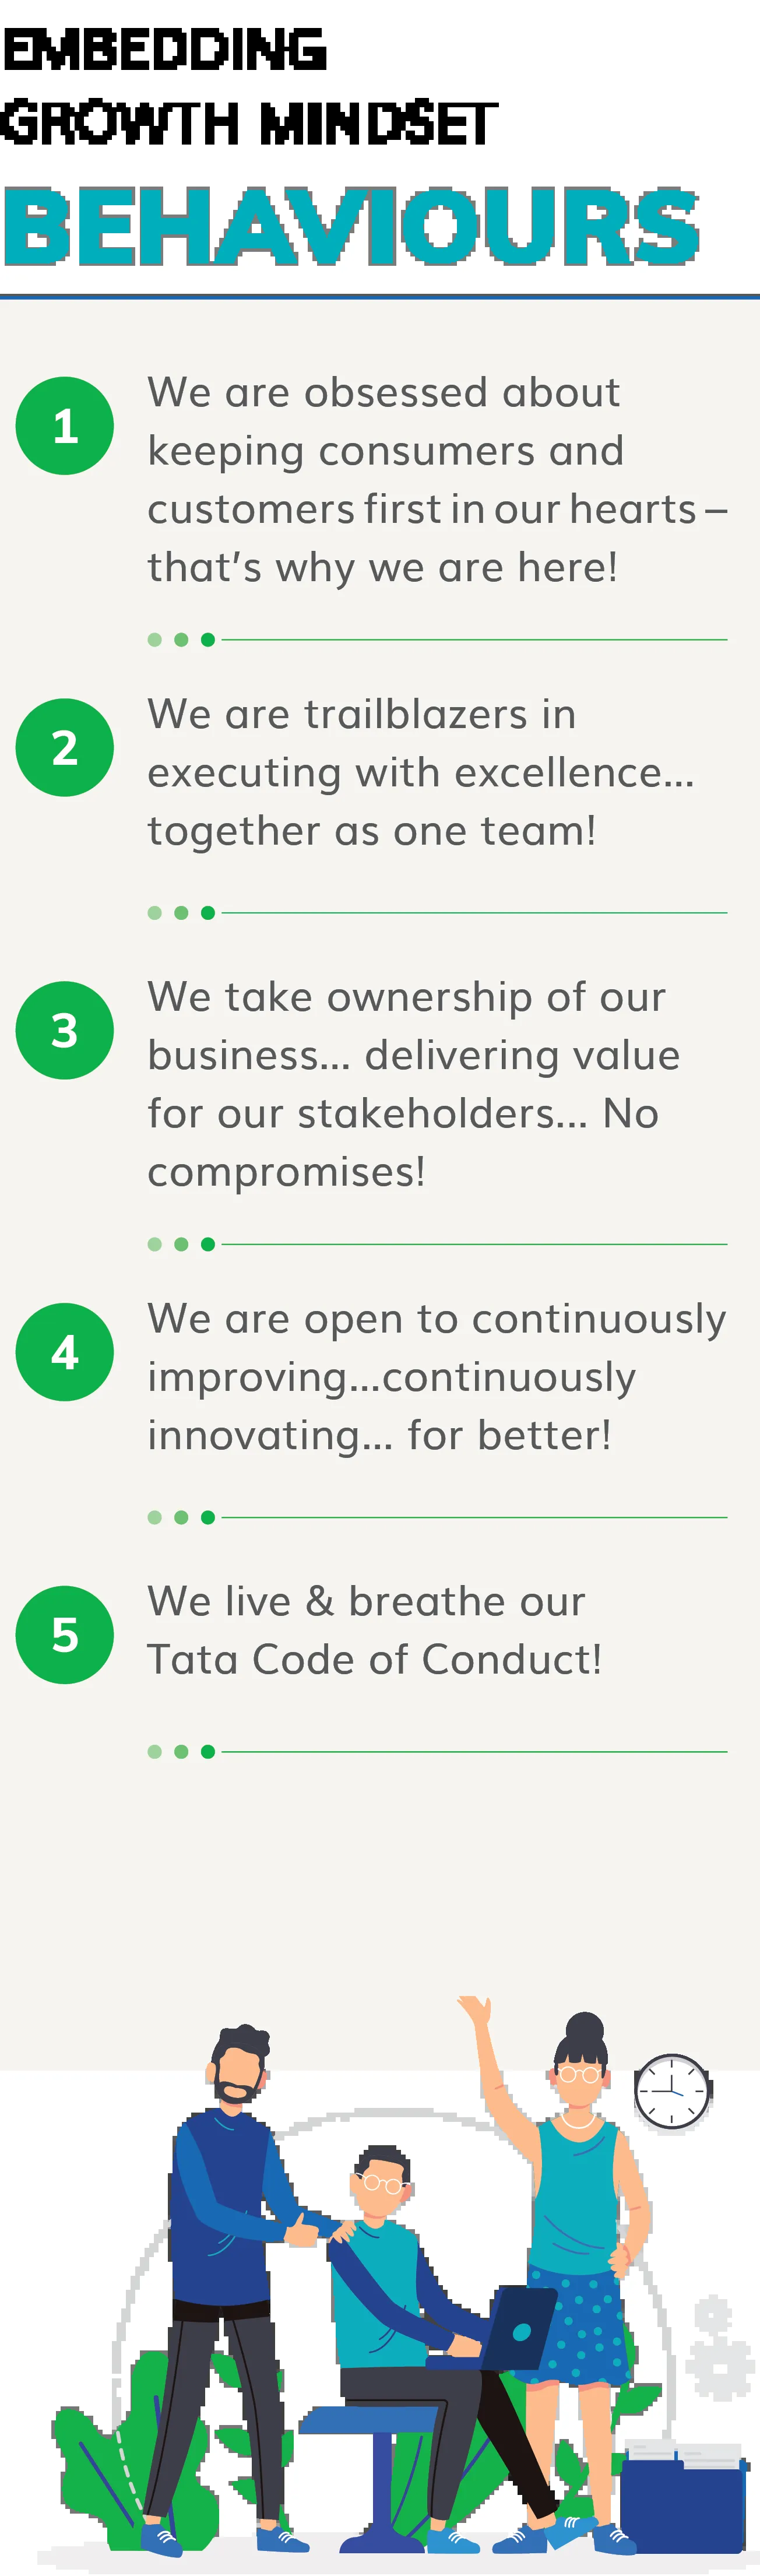 EMBEDDING
GROWTH MINDSET
BEHAVIOURS
1
We are obsessed about
keeping consumers and
customers first in our hearts –
that's why we are here!
2
We are trailblazers in
executing with excellence...
together as one team!
3
We take ownership of our
business... delivering value
for our stakeholders... No
compromises!
4
We are open to continuously
improving...continuously
innovating... for better!
5
We live & breathe our
Tata Code of Conduct!